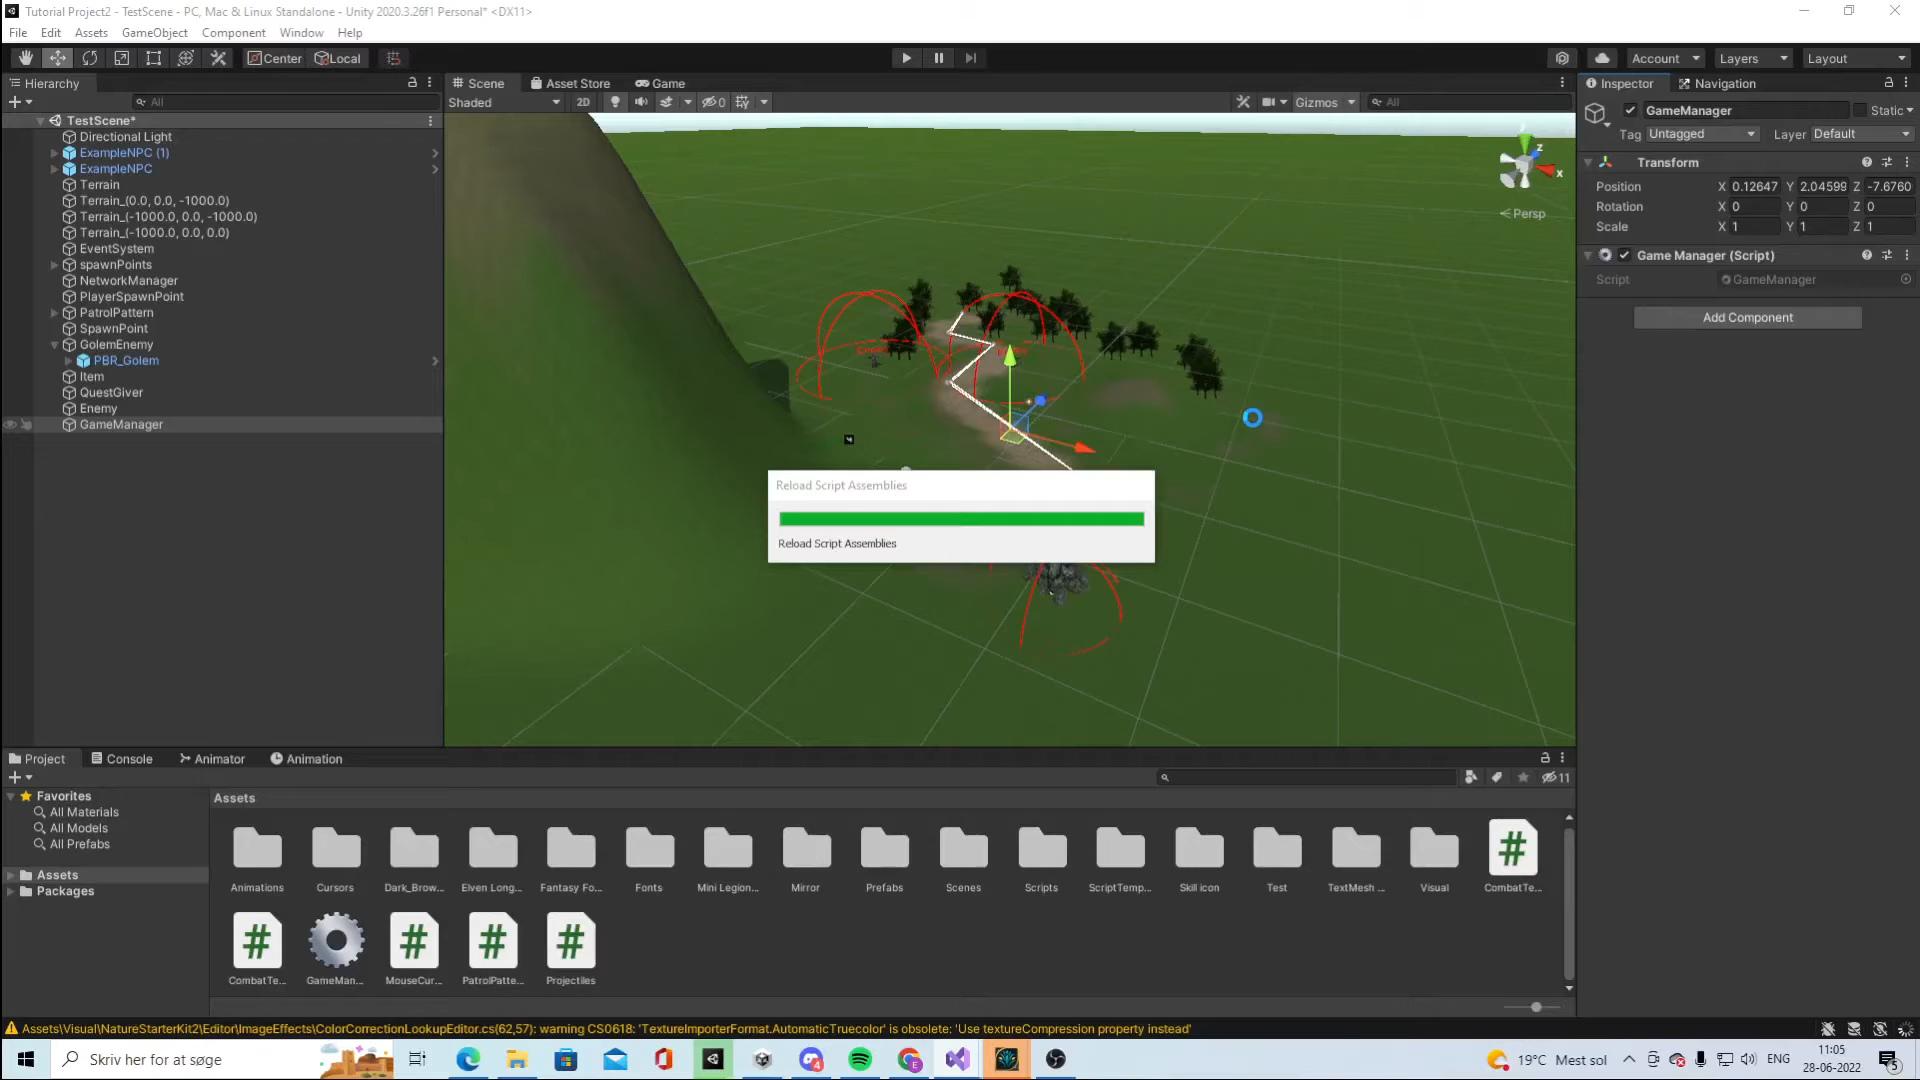 Tutorial Project2 - TestScene - PC, Mac & Linux Standalone - Unity 2020.3.26f1 Personal* <DX11>
File Edit Assets GameObject Component Window Help
Center Local Account Layers Layout
Hierarchy Scene Asset Store Game Inspector Navigation
All Shaded 2D 0 Gizmos All
GameManager Static
Tag Untagged Layer Default
TestScene*
Directional Light
ExampleNPC (1)
ExampleNPC
Terrain
Terrain_(0.0, 0.0, -1000.0)
Terrain_(-1000.0, 0.0, -1000.0)
Terrain_(-1000.0, 0.0, 0.0)
EventSystem
spawnPoints
NetworkManager
PlayerSpawnPoint
PatrolPattern
SpawnPoint
GolemEnemy
PBR_Golem
Item
QuestGiver
Enemy
GameManager
y
z
x
Persp
Transform
Position X 0.12647 Y 2.04599 Z -7.6760
Rotation X 0 Y 0 Z 0
Scale X 1 Y 1 Z 1
Game Manager (Script)
Script GameManager
Add Component
Reload Script Assemblies
Reload Script Assemblies
Project Console Animator Animation
11
Favorites
All Materials
All Models
All Prefabs
Assets
Packages
Assets
Animations Cursors Dark_Brow... Elven Long... Fantasy Fo... Fonts Mini Legion... Mirror Prefabs Scenes Scripts ScriptTemp... Skill icon Test TextMesh ... Visual CombatTe...
CombatTe... GameMan... MouseCur... PatrolPatte... Projectiles
Assets\Visual\NatureStarterKit2\Editor\ImageEffects\ColorCorrectionLookupEditor.cs(62,57): warning CS0618: 'TextureImporterFormat.AutomaticTruecolor' is obsolete: 'Use textureCompression property instead'
Skriv her for at søge
4
19°C Mest sol
ENG
11:05
28-06-2022
5